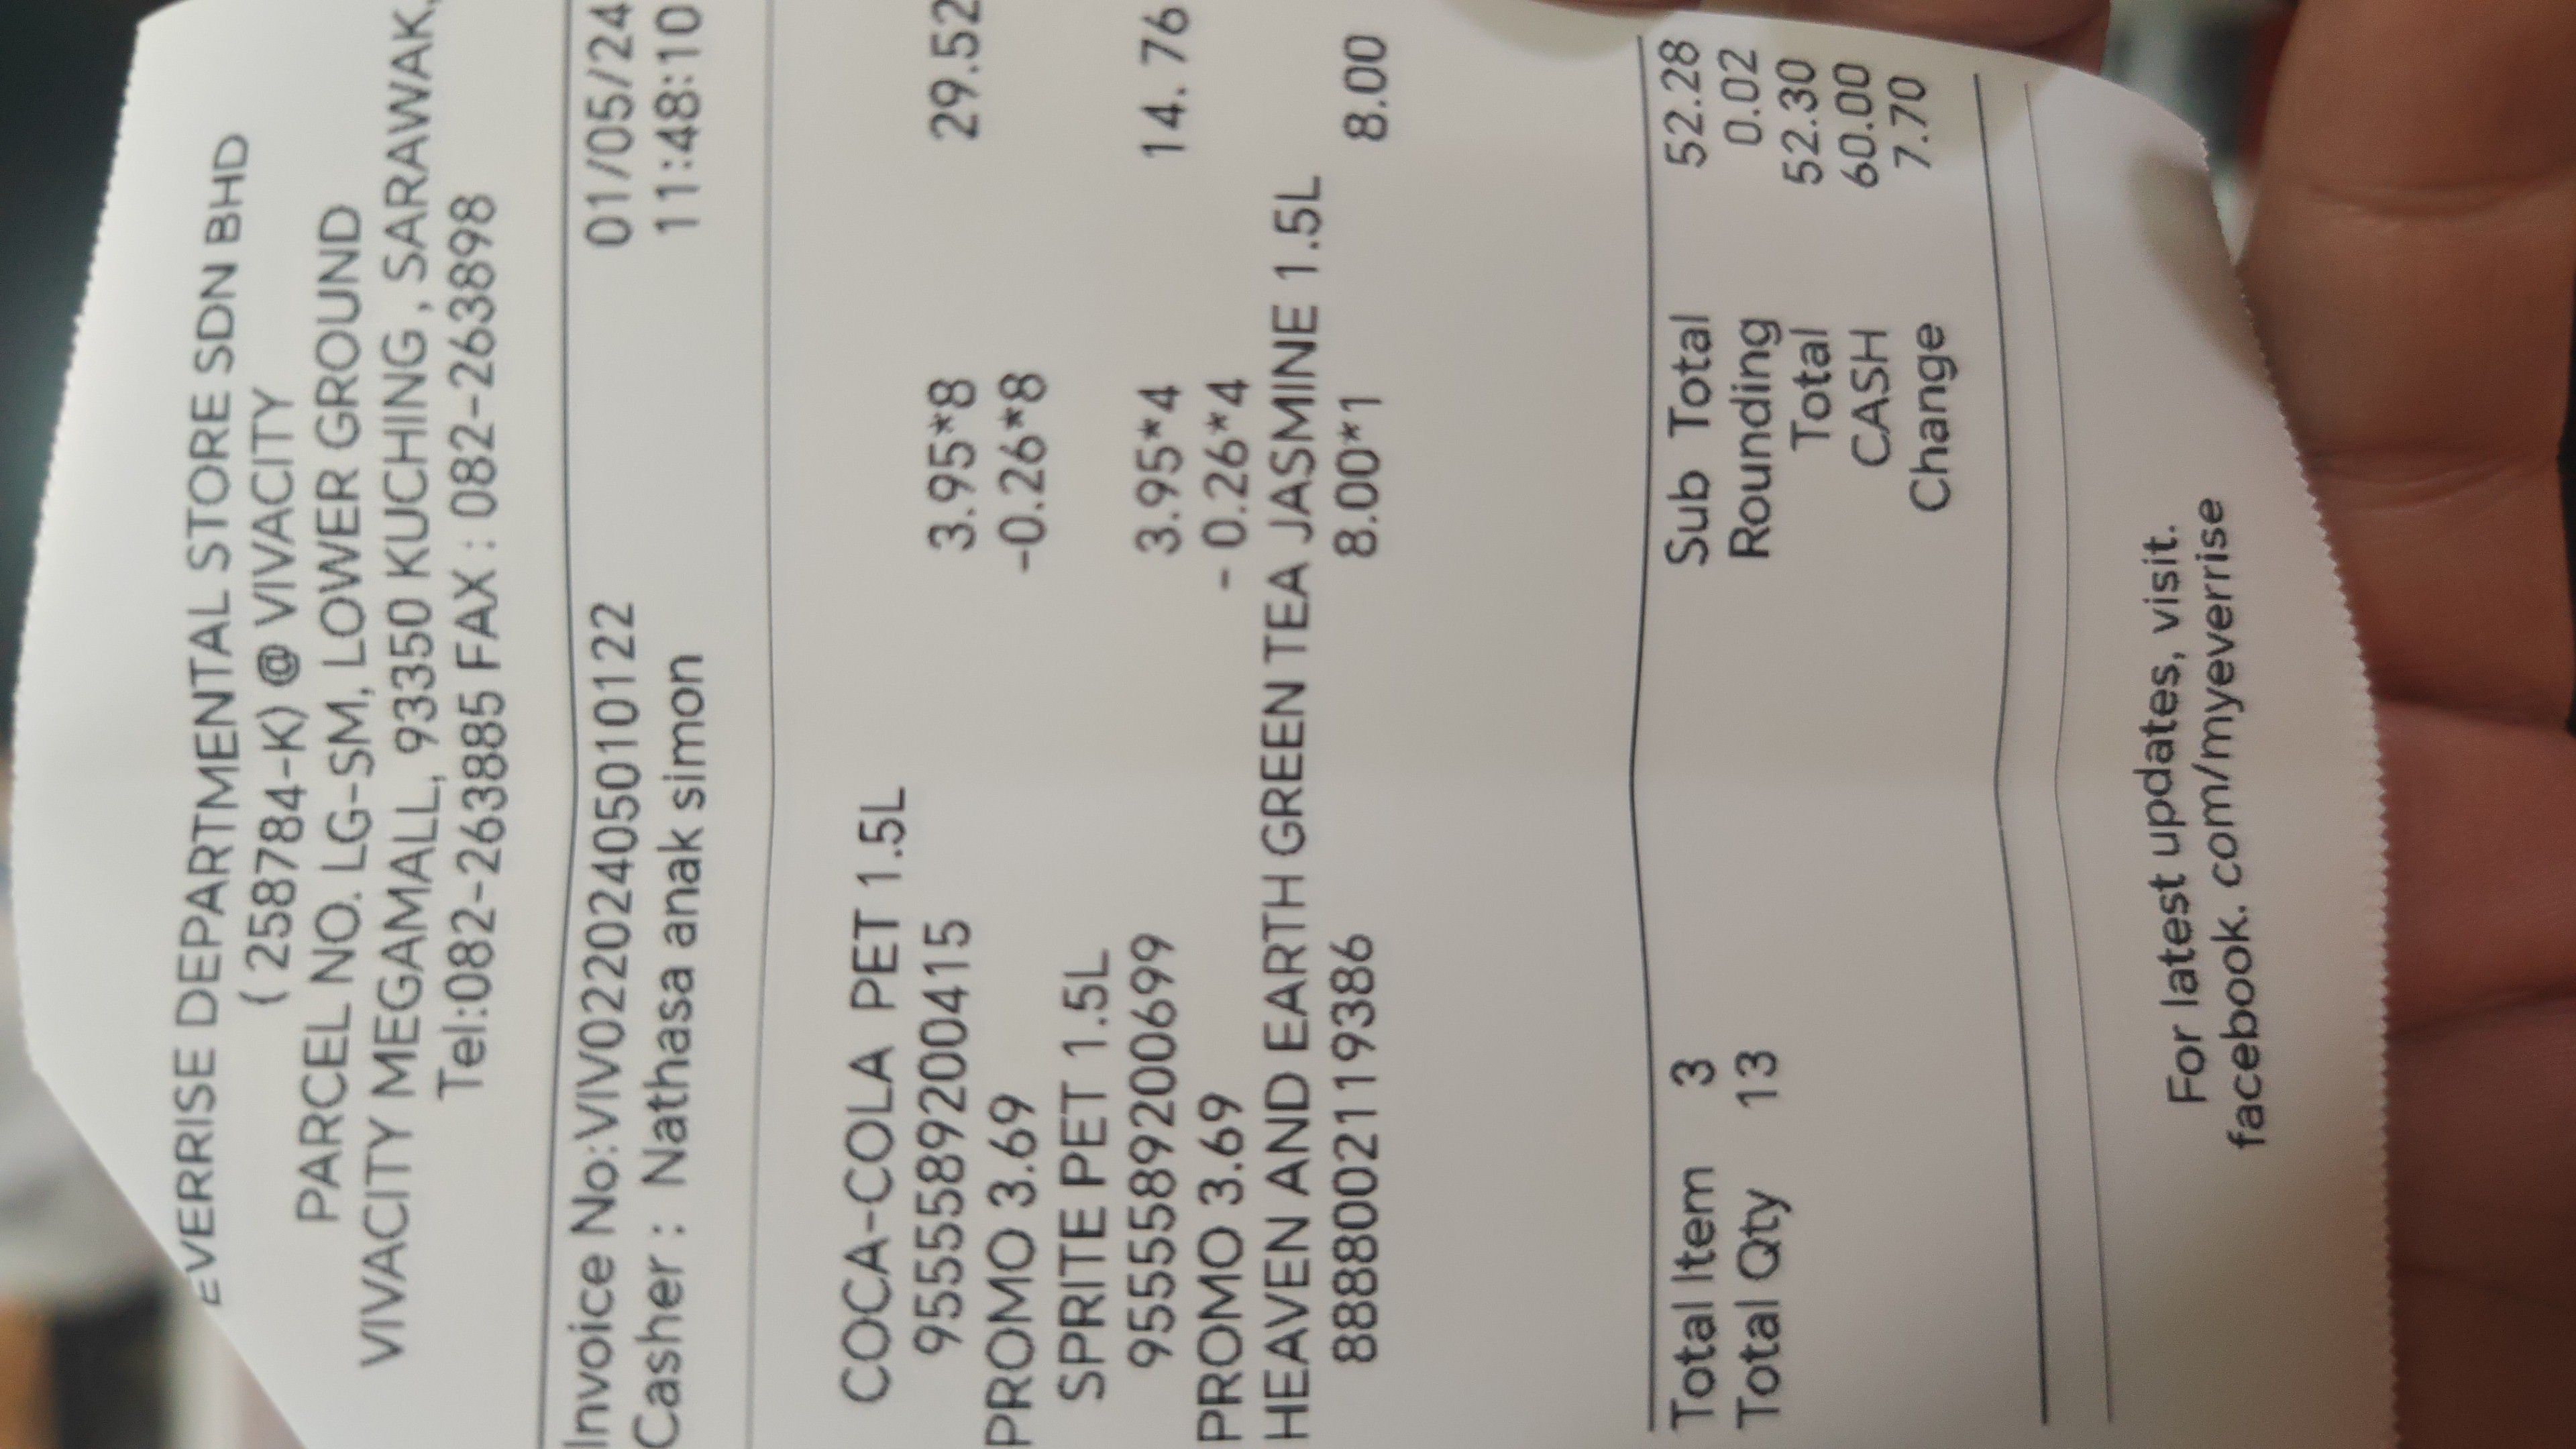 EVERRISE DEPARTMENTAL STORE SDN BHD
( 258784-K) @ VIVACITY
PARCEL NO. LG-SM, LOWER GROUND
VIVACITY MEGAMALL, 93350 KUCHING , SARAWAK,
Tel:082-263885 FAX : 082-263898
Invoice No:VIV02202405010122 01/05/24
Casher : Nathasa anak simon 11:48:10
COCA-COLA PET 1.5L
9555589200415 3.95*8 29.52
PROMO 3.69 -0.26*8
SPRITE PET 1.5L
9555589200699 3.95*4 14. 76
PROMO 3.69 - 0.26*4
HEAVEN AND EARTH GREEN TEA JASMINE 1.5L
8888002119386 8.00*1 8.00
Total Item 3 Sub Total 52.28
Total Qty 13 Rounding 0.02
Total 52.30
CASH 60.00
Change 7.70
For latest updates, visit.
facebook. com/myeverrise